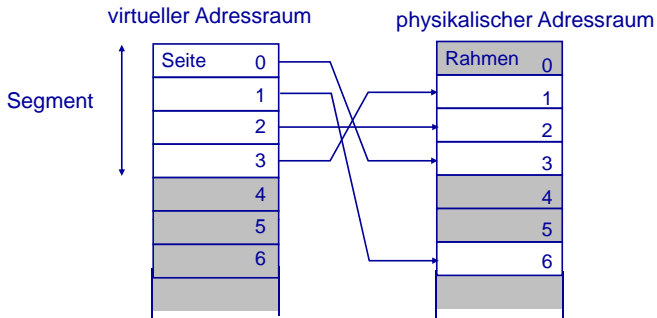 virtueller Adressraum
physikalischer Adressraum
Segment
Seite 0
1
2
3
4
5
6
Rahmen 0
1
2
3
4
5
6